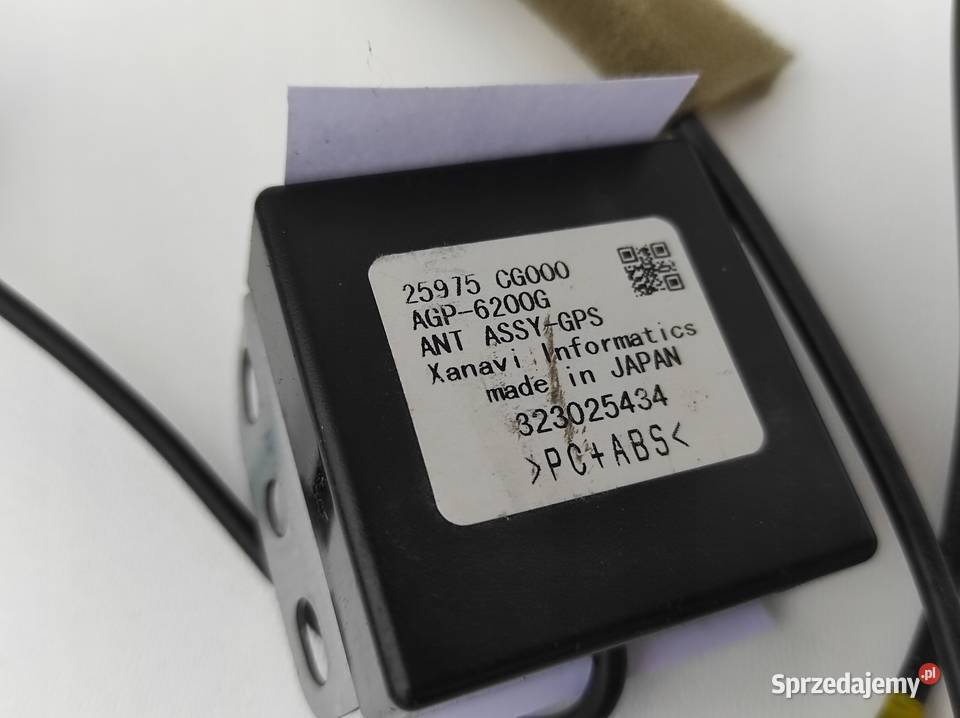 25975 CG000
AGP-6200G
ANT ASSY-GPS
Xanavi Informatics
made in JAPAN
323025434
>PC+ABS<
Sprzedajemy.pl